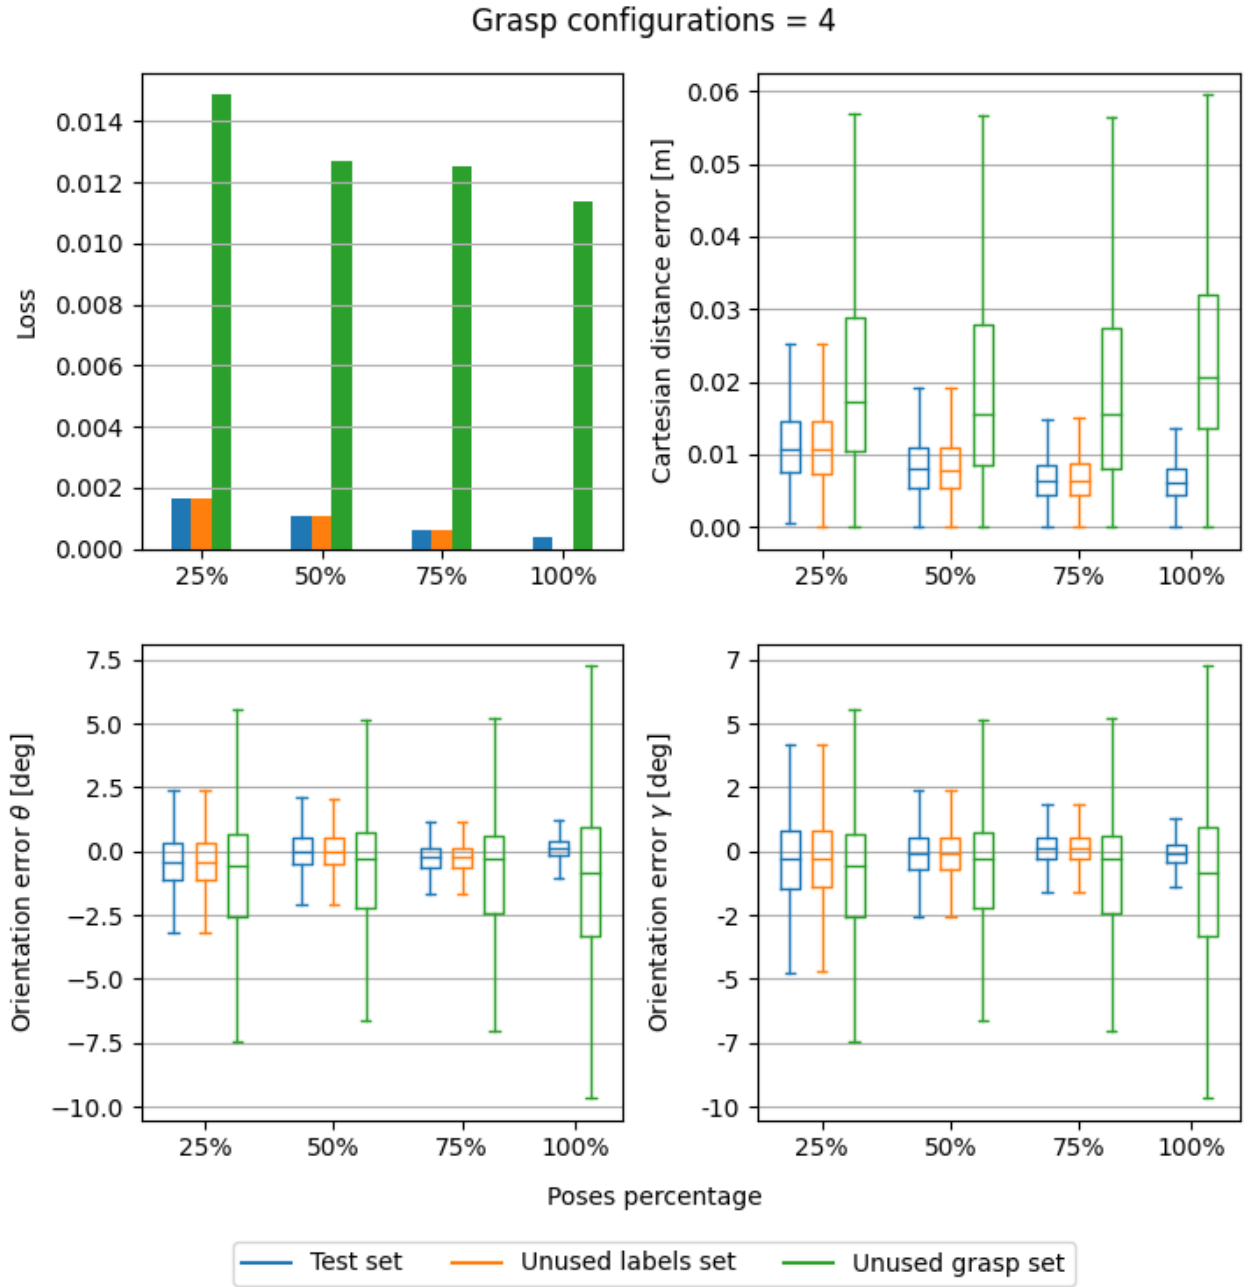 Grasp configurations = 4
Loss
0.014
0.012
0.010
0.008
0.006
0.004
0.002
0.000
25% 50% 75% 100%
Cartesian distance error [m]
0.06
0.05
0.04
0.03
0.02
0.01
0.00
25% 50% 75% 100%
Orientation error θ [deg]
7.5
5.0
2.5
0.0
−2.5
−5.0
−7.5
−10.0
25% 50% 75% 100%
Orientation error γ [deg]
7
5
2
0
-2
-5
-7
-10
25% 50% 75% 100%
Poses percentage
Test set Unused labels set Unused grasp set